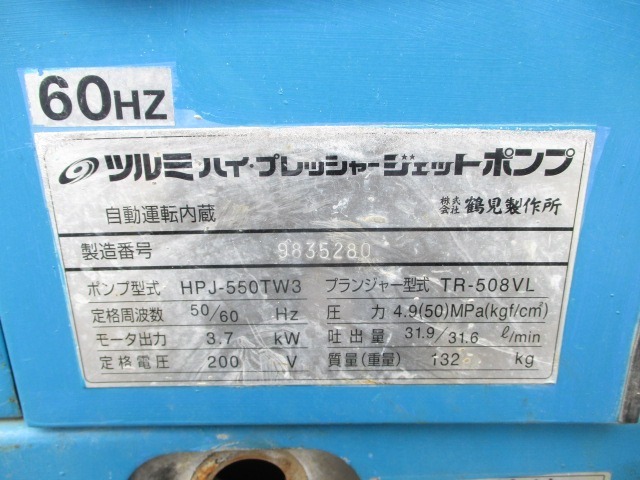 60HZ
ツルミハイ・プレッシャージェットポンプ
自動運転内蔵
株式会社 鶴見製作所
製造番号 9835280
ポンプ型式 HPJ-550TW3 プランジャー型式 TR-508VL
定格周波数 50/60 Hz 圧力 4.9(50)MPa(kgf/cm²)
モータ出力 3.7 kW 吐出量 31.9/31.6 ℓ/min
定格電圧 200 V 質量(重量) 132 kg